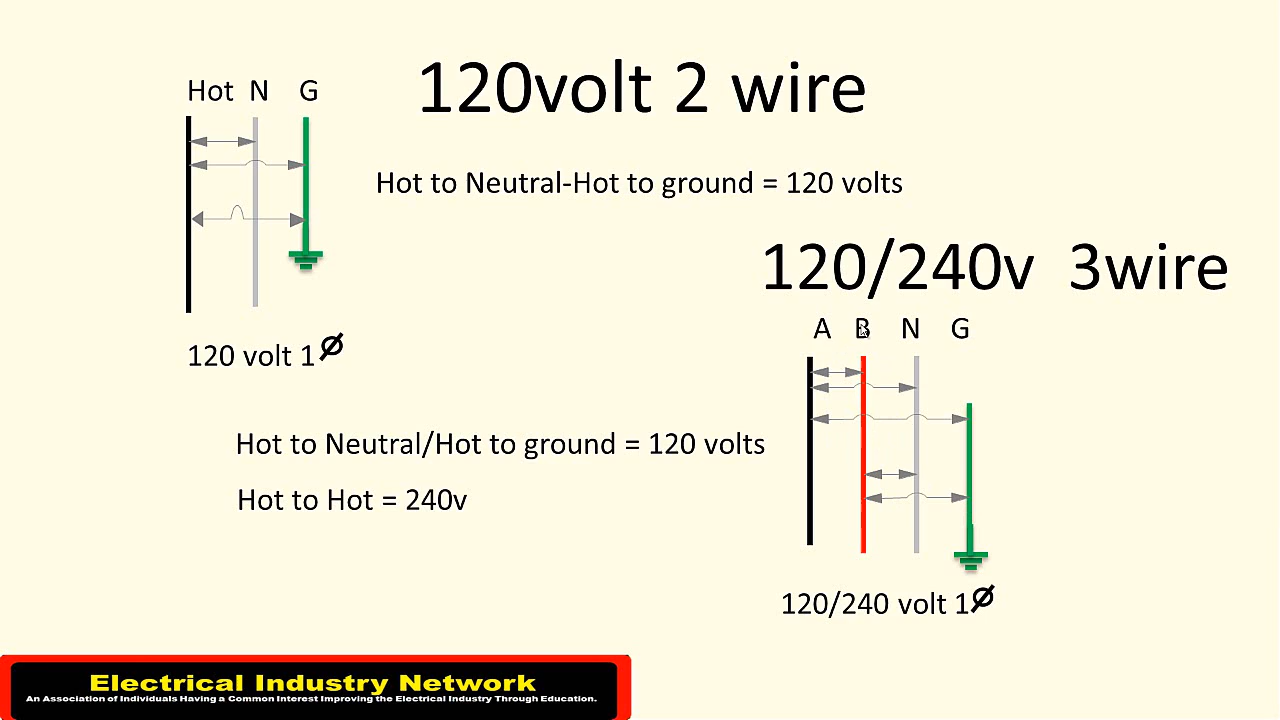 120volt 2 wire
Hot N G
Hot to Neutral-Hot to ground = 120 volts
120/240v 3wire
A B N G
120 volt 1Ø
Hot to Neutral/Hot to ground = 120 volts
Hot to Hot = 240v
120/240 volt 1Ø
Electrical Industry Network
An Association of Individuals Having a Common Interest Improving the Electrical Industry Through Education.